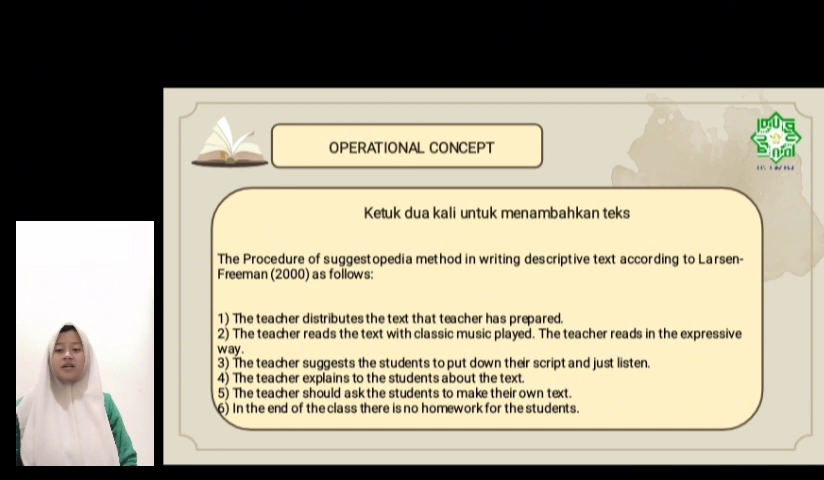 OPERATIONAL CONCEPT
Ketuk dua kali untuk menambahkan teks
The Procedure of suggestopedia method in writing descriptive text according to Larsen-
Freeman (2000) as follows:
1) The teacher distributes the text that teacher has prepared.
2) The teacher reads the text with classic music played. The teacher reads in the expressive
way.
3) The teacher suggests the students to put down their script and just listen.
4) The teacher explains to the students about the text.
5) The teacher should ask the students to make their own text.
6) In the end of the class there is no homework for the students.